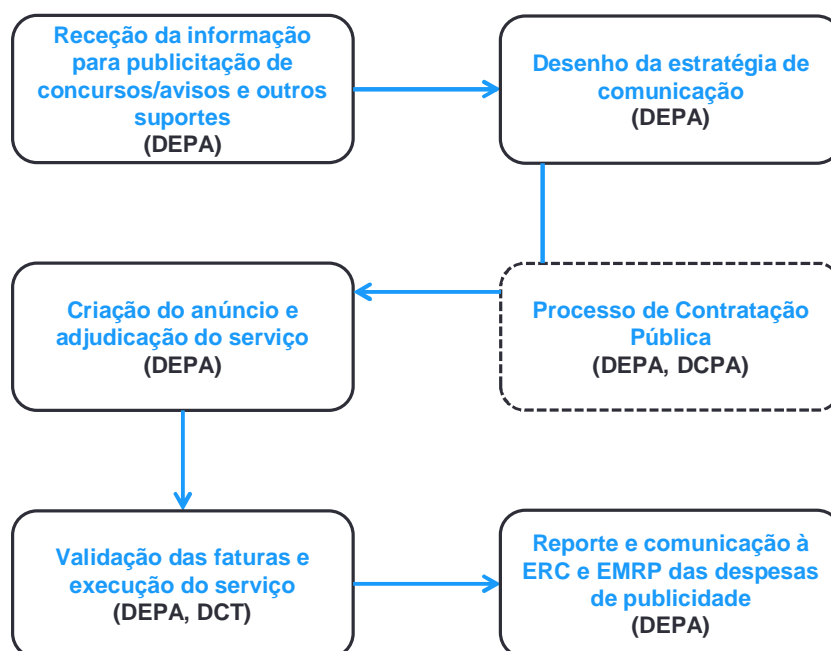 Receção da informação
para publicitação de
concursos/avisos e outros
suportes
(DEPA)
Desenho da estratégia de
comunicação
(DEPA)
Processo de Contratação
Pública
(DEPA, DCPA)
Criação do anúncio e
adjudicação do serviço
(DEPA)
Validação das faturas e
execução do serviço
(DEPA, DCT)
Reporte e comunicação à
ERC e EMRP das despesas
de publicidade
(DEPA)